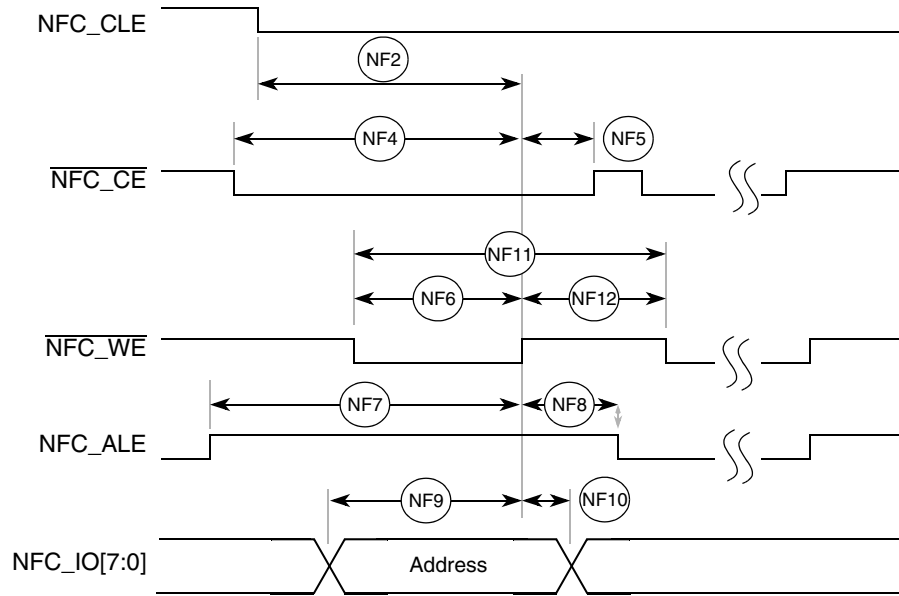 NFC_CLE
NF2
NF4
NF5
NFC_CE
NF11
NF6
NF12
NFC_WE
NF7
NF8
NFC_ALE
NF9
NF10
NFC_IO[7:0]
Address